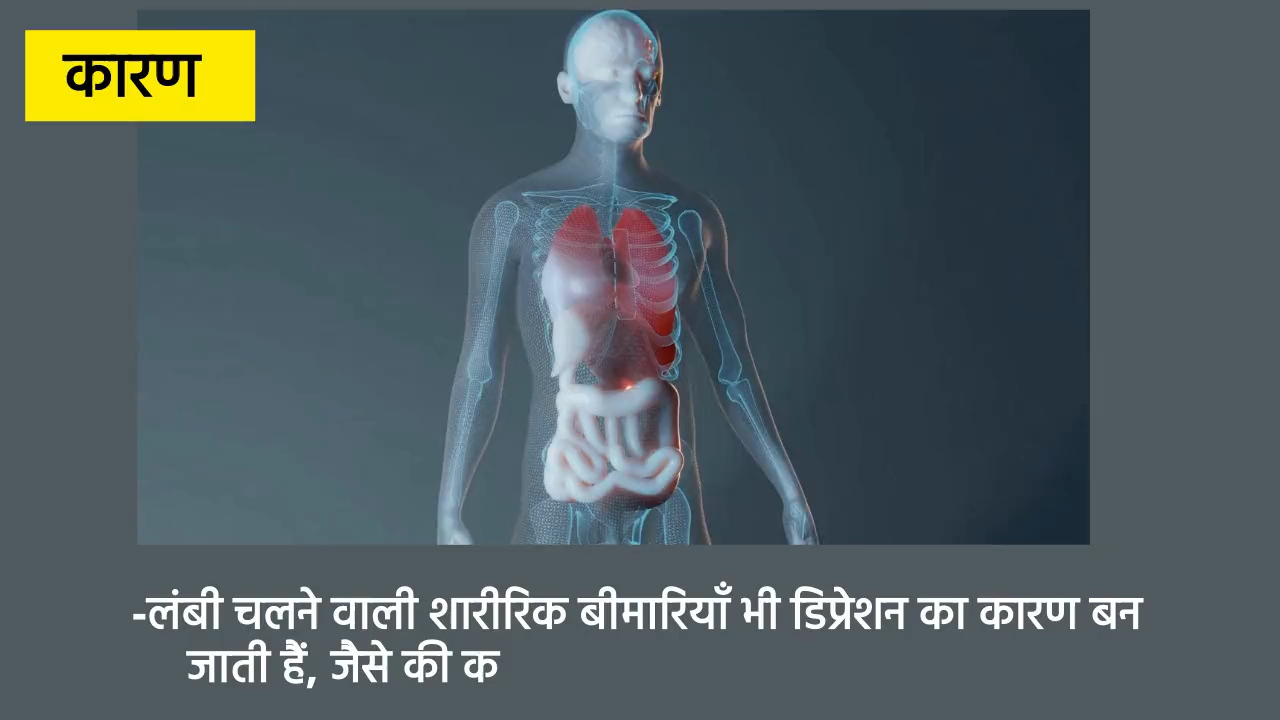 कारण
-लंबी चलने वाली शारीरिक बीमारियाँ भी डिप्रेशन का कारण बन
जाती हैं, जैसे की क